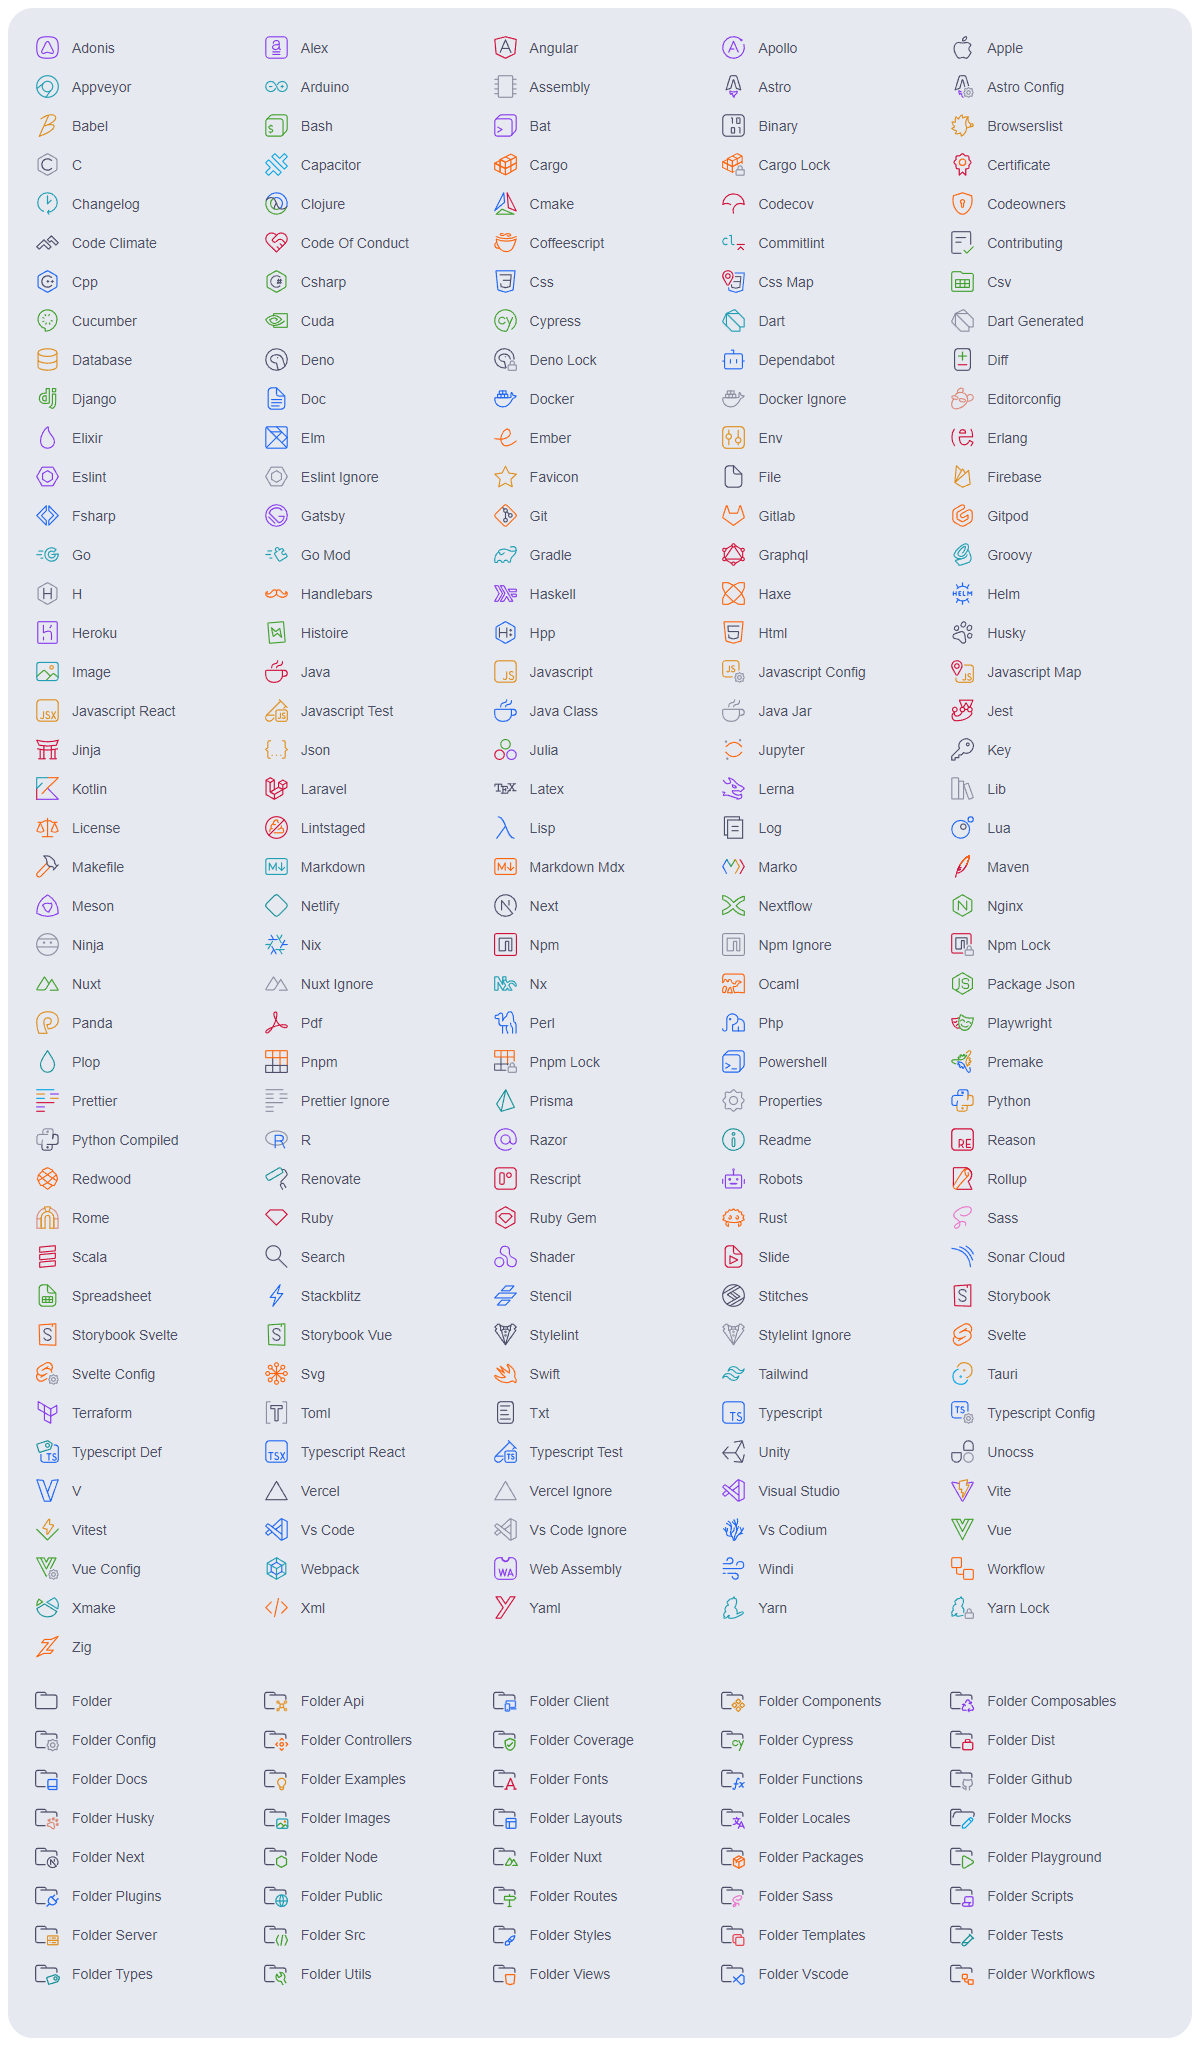 Adonis Alex Angular Apollo Apple
Appveyor Arduino Assembly Astro Astro Config
Babel Bash Bat Binary Browserslist
C Capacitor Cargo Cargo Lock Certificate
Changelog Clojure Cmake Codecov Codeowners
Code Climate Code Of Conduct Coffeescript Commitlint Contributing
Cpp Csharp Css Css Map Csv
Cucumber Cuda Cypress Dart Dart Generated
Database Deno Deno Lock Dependabot Diff
Django Doc Docker Docker Ignore Editorconfig
Elixir Elm Ember Env Erlang
Eslint Eslint Ignore Favicon File Firebase
Fsharp Gatsby Git Gitlab Gitpod
Go Go Mod Gradle Graphql Groovy
H Handlebars Haskell Haxe Helm
Heroku Histoire Hpp Html Husky
Image Java Javascript Javascript Config Javascript Map
Javascript React Javascript Test Java Class Java Jar Jest
Jinja Json Julia Jupyter Key
Kotlin Laravel Latex Lerna Lib
License Lintstaged Lisp Log Lua
Makefile Markdown Markdown Mdx Marko Maven
Meson Netlify Next Nextflow Nginx
Ninja Nix Npm Npm Ignore Npm Lock
Nuxt Nuxt Ignore Nx Ocaml Package Json
Panda Pdf Perl Php Playwright
Plop Pnpm Pnpm Lock Powershell Premake
Prettier Prettier Ignore Prisma Properties Python
Python Compiled R Razor Readme Reason
Redwood Renovate Rescript Robots Rollup
Rome Ruby Ruby Gem Rust Sass
Scala Search Shader Slide Sonar Cloud
Spreadsheet Stackblitz Stencil Stitches Storybook
Storybook Svelte Storybook Vue Stylelint Stylelint Ignore Svelte
Svelte Config Svg Swift Tailwind Tauri
Terraform Toml Txt Typescript Typescript Config
Typescript Def Typescript React Typescript Test Unity Unocss
V Vercel Vercel Ignore Visual Studio Vite
Vitest Vs Code Vs Code Ignore Vs Codium Vue
Vue Config Webpack Web Assembly Windi Workflow
Xmake Xml Yaml Yarn Yarn Lock
Zig
Folder Folder Api Folder Client Folder Components Folder Composables
Folder Config Folder Controllers Folder Coverage Folder Cypress Folder Dist
Folder Docs Folder Examples Folder Fonts Folder Functions Folder Github
Folder Husky Folder Images Folder Layouts Folder Locales Folder Mocks
Folder Next Folder Node Folder Nuxt Folder Packages Folder Playground
Folder Plugins Folder Public Folder Routes Folder Sass Folder Scripts
Folder Server Folder Src Folder Styles Folder Templates Folder Tests
Folder Types Folder Utils Folder Views Folder Vscode Folder Workflows